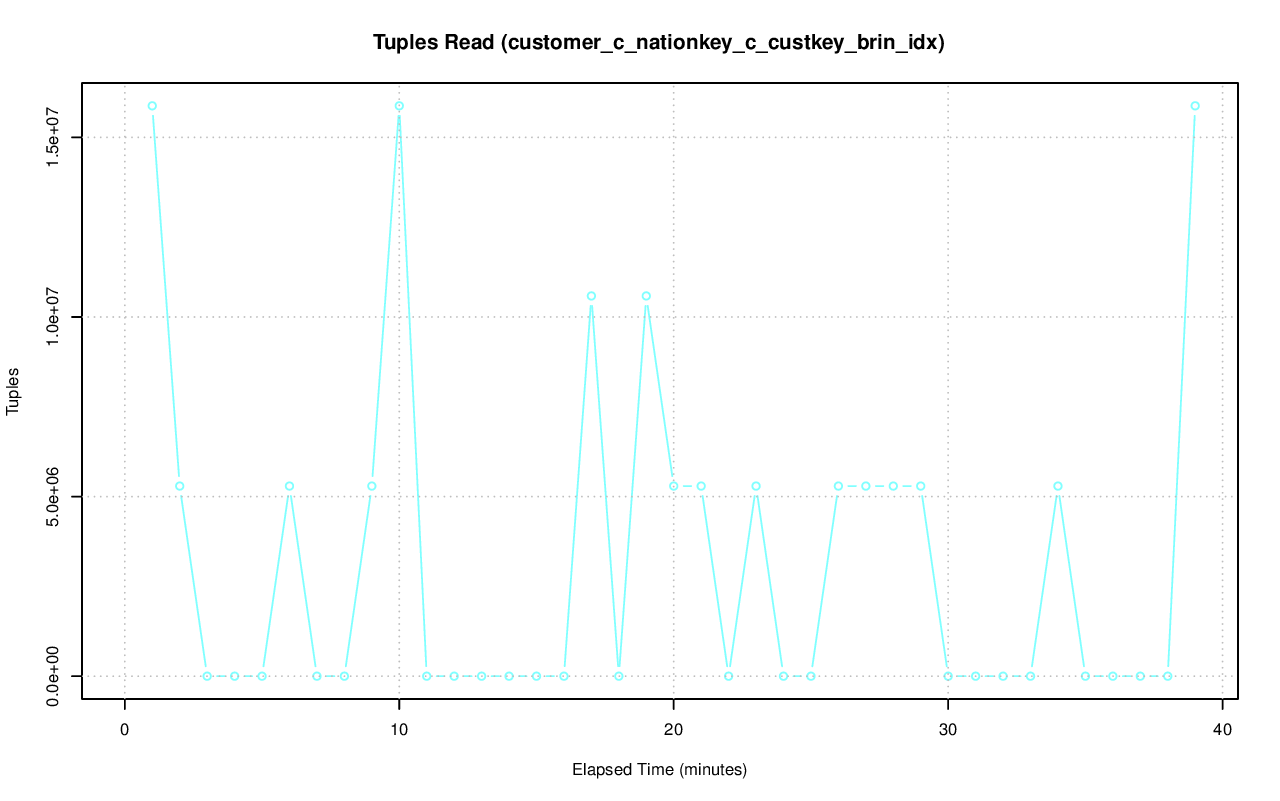 Tuples Read (customer_c_nationkey_c_custkey_brin_idx)
1.5e+07
1.0e+07
5.0e+06
0.0e+00
Tuples
0 10 20 30 40
Elapsed Time (minutes)